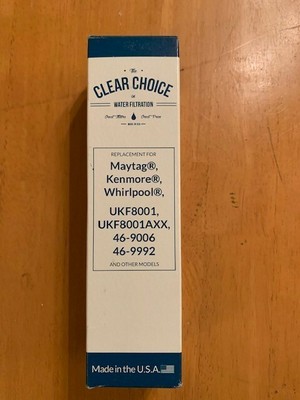 The
CLEAR CHOICE
WATER FILTRATION
REPLACEMENT FOR
Maytag®,
Kenmore®,
Whirlpool®,
UKF8001,
UKF8001AXX,
46-9006
46-9992
AND OTHER MODELS
Made in the U.S.A.